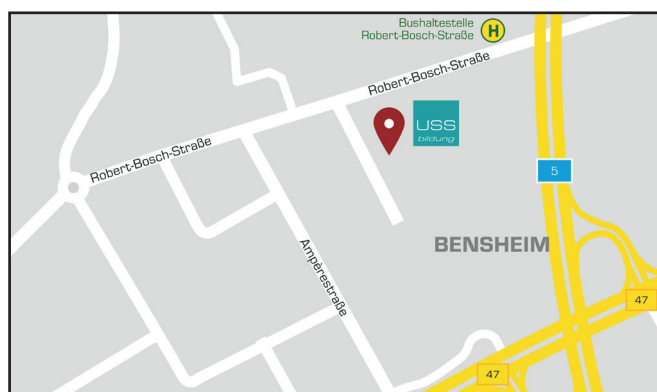 Bushaltestelle
Robert-Bosch-Straße
H
Robert-Bosch-Straße
USS
bildung
Robert-Bosch-Straße
5
BENSHEIM
Ampèrestraße
47
47